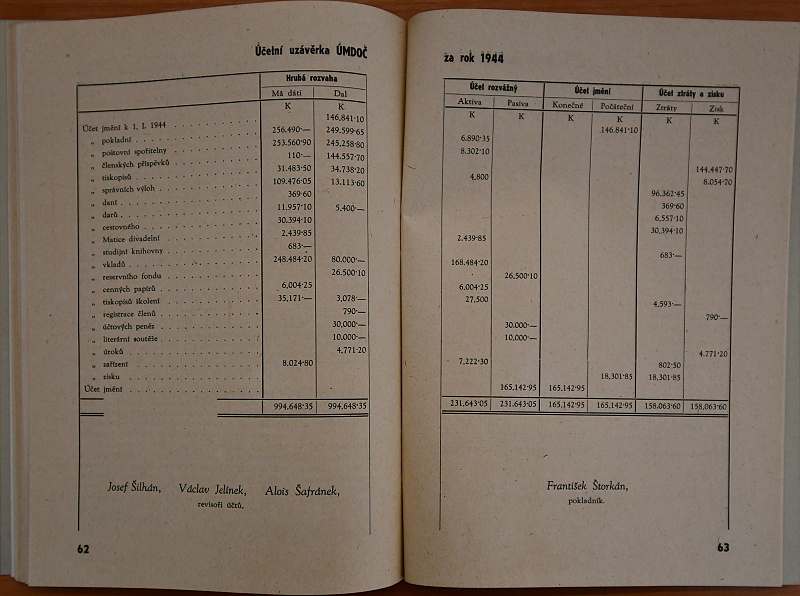 Účetní uzávěrka ÚMDOČ
Hrubá rozvaha
Má dáti Dal
K K
Účet jmění k 1. I. 1944 146,841·10
„ pokladní 256.490·— 249.599·65
„ poštovní spořitelny 253.560·90 245.258·80
„ členských příspěvků 110·— 144.557·70
„ tiskopisů 31.483·50 34.738·20
„ správních výloh 109.476·05 13.113·60
„ daní 369·60
„ darů 11.957·10 5.400·—
„ cestovného 30.394·10
„ Matice divadelní 2.439·85
„ studijní knihovny 683·—
„ vkladů 248.484·20 80.000·—
„ reservního fondu 26.500·10
„ cenných papírů 6.004·25
„ tiskopisů školení 35,171·— 3,078·—
„ registrace členů 790·—
„ účtových peněz 30,000·—
„ literární soutěže 10.000·—
„ úroků 4.771·20
„ zařízení 8.024·80
„ zisku
Účet jmění
994,648·35 994,648·35
Josef Šilhán, Václav Jelínek, Alois Šafránek,
revisoři účtů,
62
za rok 1944
Účet rozvážný Účet jmění Účet ztráty a zisku
Aktiva Pasiva Konečné Počáteční Ztráty Zisk
K K K K K K
146,841·10
6.890·35
8.302·10
144.447·70
4,800 8.054·70
96.362·45
369·60
6,557·10
30,394·10
2.439·85
683·—
168.484·20
26,500·10
6.004·25
27,500 4.593·—
790·—
30.000·—
10,000·—
4.771·20
7,222·30 802·50
18,301·85 18,301·85
165,142·95 165,142·95
231,643·05 231,643·05 165,142·95 165,142·95 158,063·60 158,063·60
František Štorkán,
pokladník.
63